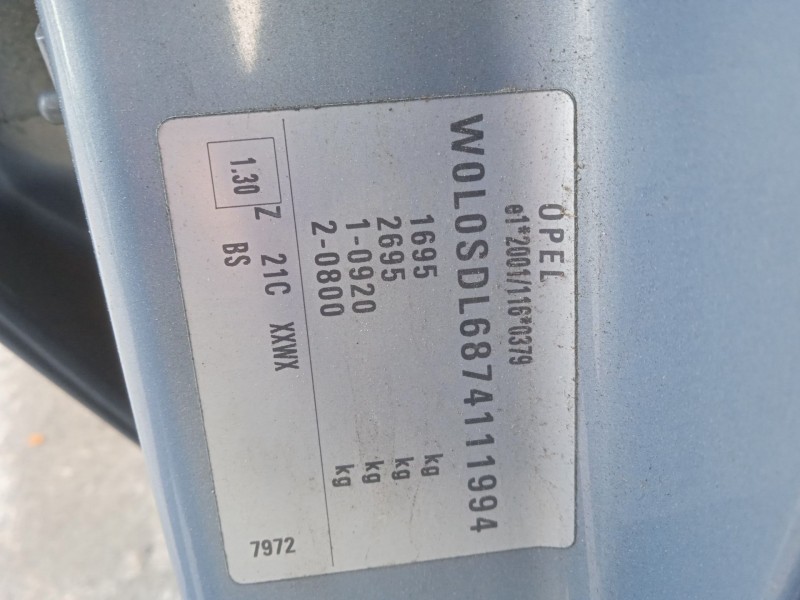 OPEL
e1*2001/116*0379
W0L0SDL6874111994
1695 kg
2695 kg
1-0920 kg
2-0800 kg
1.30 Z 21C XXWX
BS
7972